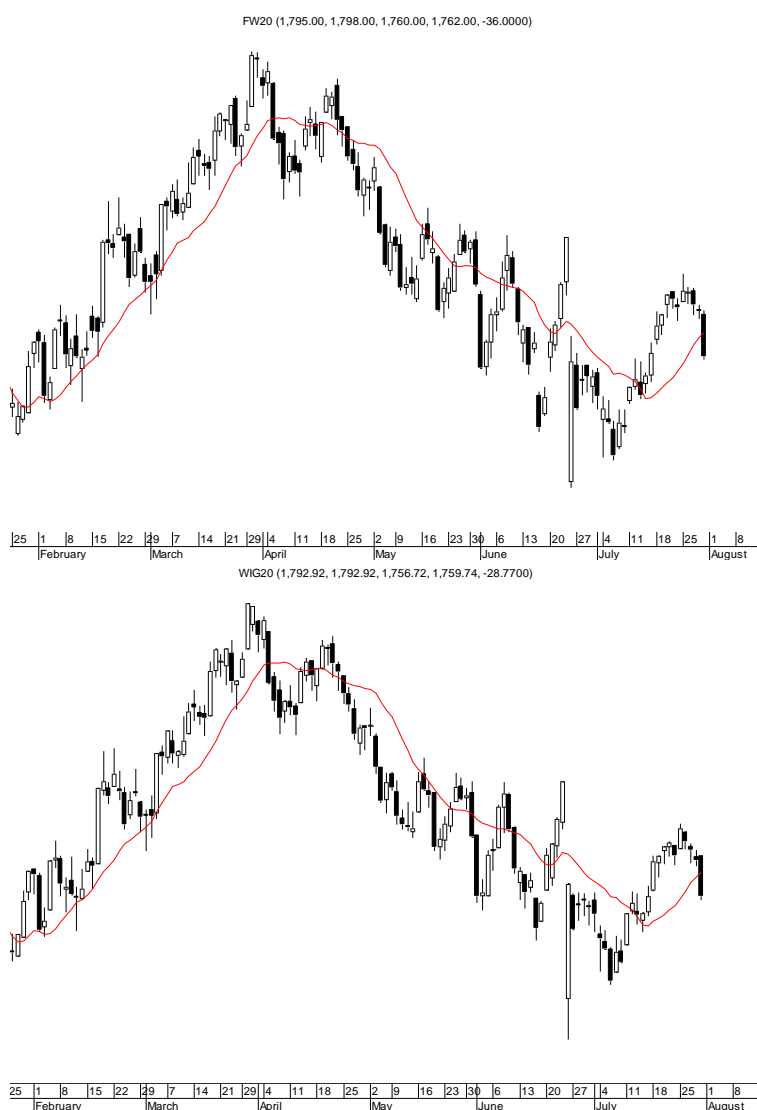 FW20 (1,795.00, 1,798.00, 1,760.00, 1,762.00, -36.0000)
25 1 8 15 22 29 7 14 21 29 4 11 18 25 2 9 16 23 30 6 13 20 27 4 11 18 25 1 8
February March April May June July August
WIG20 (1,792.92, 1,792.92, 1,756.72, 1,759.74, -28.7700)
25 1 8 15 22 29 7 14 21 29 4 11 18 25 2 9 16 23 30 6 13 20 27 4 11 18 25 1 8
February March April May June July August